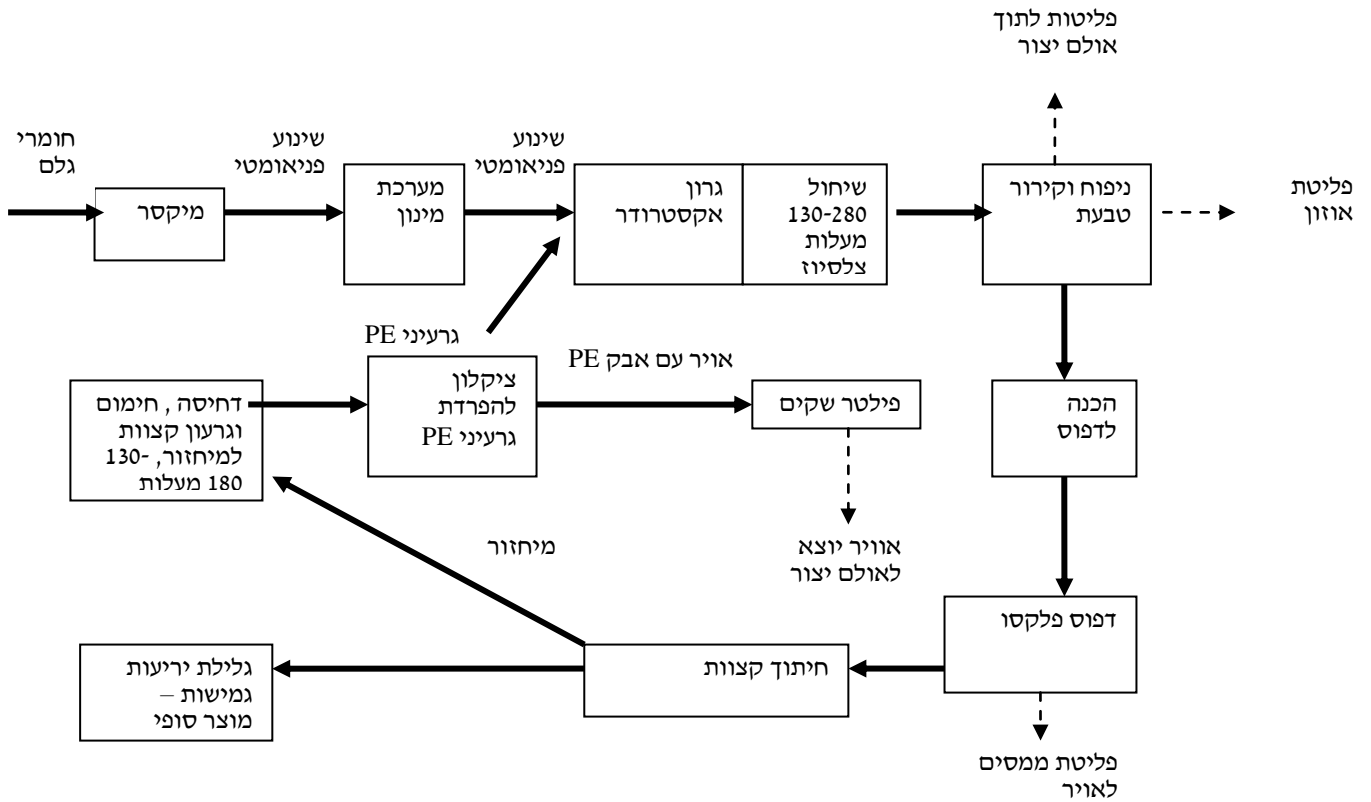 פליטות לתוך
אולם יצור
חומרי
גלם
מיקסר
שינוע
פניאומטי
מערכת
מינון
שינוע
פניאומטי
גרון
אקסטרודר
שיחול
130-280
מעלות
צלסיוז
ניפוח וקירור
טבעת
פליטת
אוזון
דחיסה , חימום
וגרעון קצוות
למיחזור, 130-
180 מעלות
גרעיני PE
ציקלון
להפרדת
גרעיני PE
אויר עם אבק PE
פילטר שקים
אוויר יוצא
לאולם יצור
הכנה
לדפוס
דפוס פלקסו
פליטת ממסים
לאויר
חיתוך קצוות
מיחזור
גלילת יריעות
גמישות –
מוצר סופי